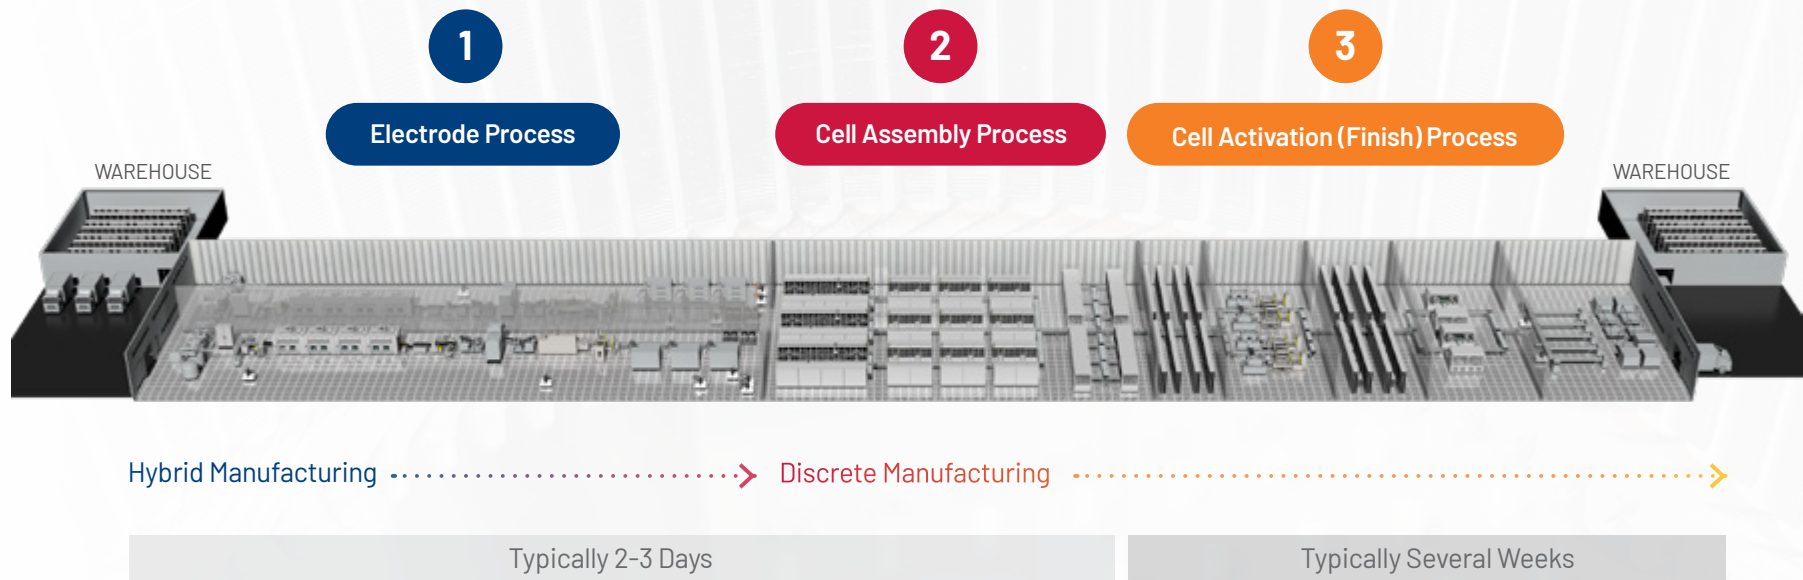 1
2
3
Electrode Process
Cell Assembly Process
Cell Activation (Finish) Process
WAREHOUSE
WAREHOUSE
Hybrid Manufacturing
Discrete Manufacturing
Typically 2-3 Days
Typically Several Weeks